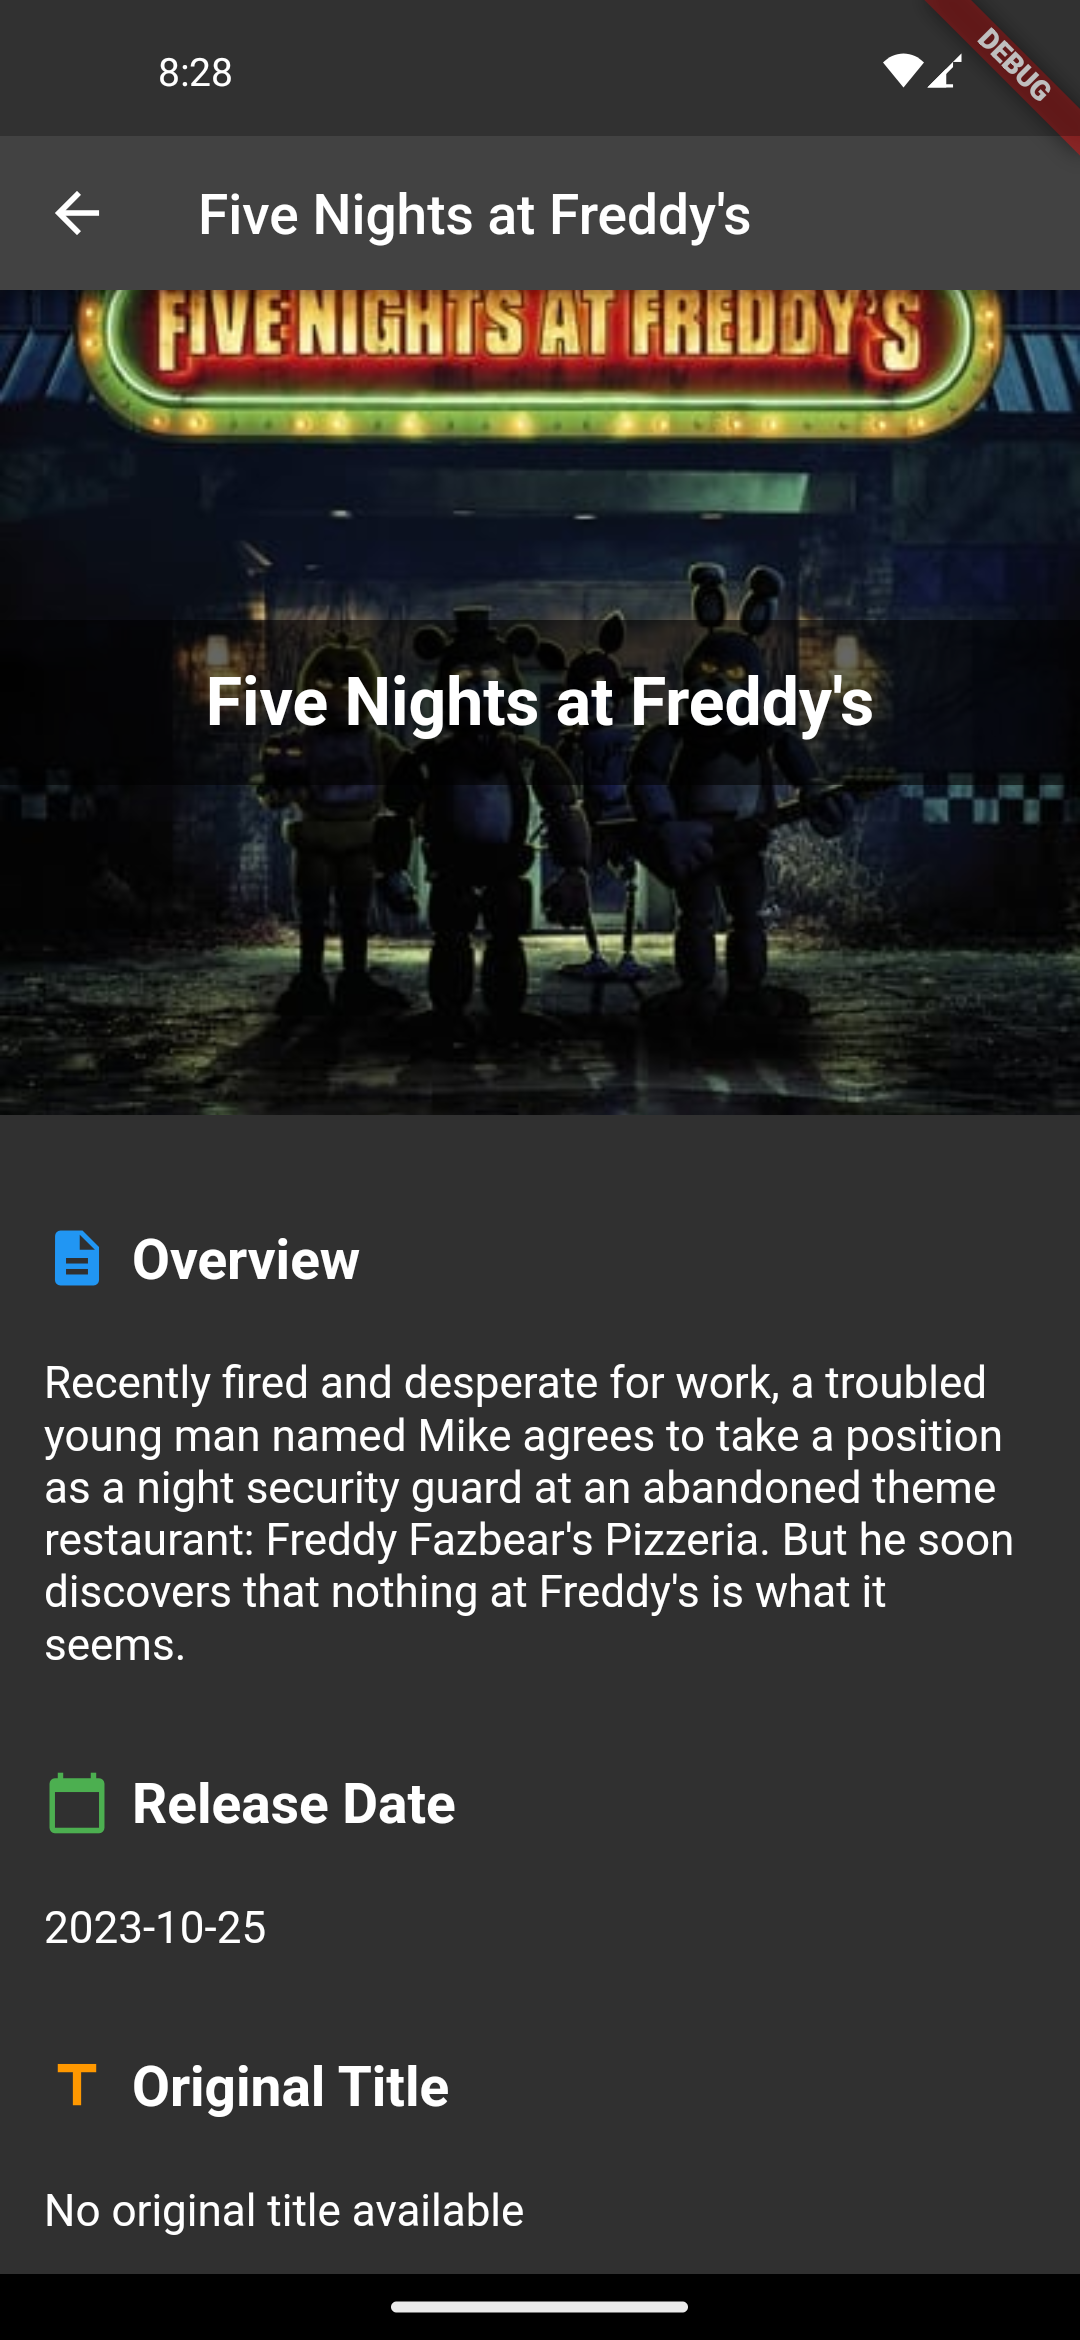 8:28
DEBUG
Five Nights at Freddy's
FIVE NIGHTS AT FREDDY'S
Five Nights at Freddy's
Overview
Recently fired and desperate for work, a troubled
young man named Mike agrees to take a position
as a night security guard at an abandoned theme
restaurant: Freddy Fazbear's Pizzeria. But he soon
discovers that nothing at Freddy's is what it
seems.
Release Date
2023-10-25
Original Title
No original title available